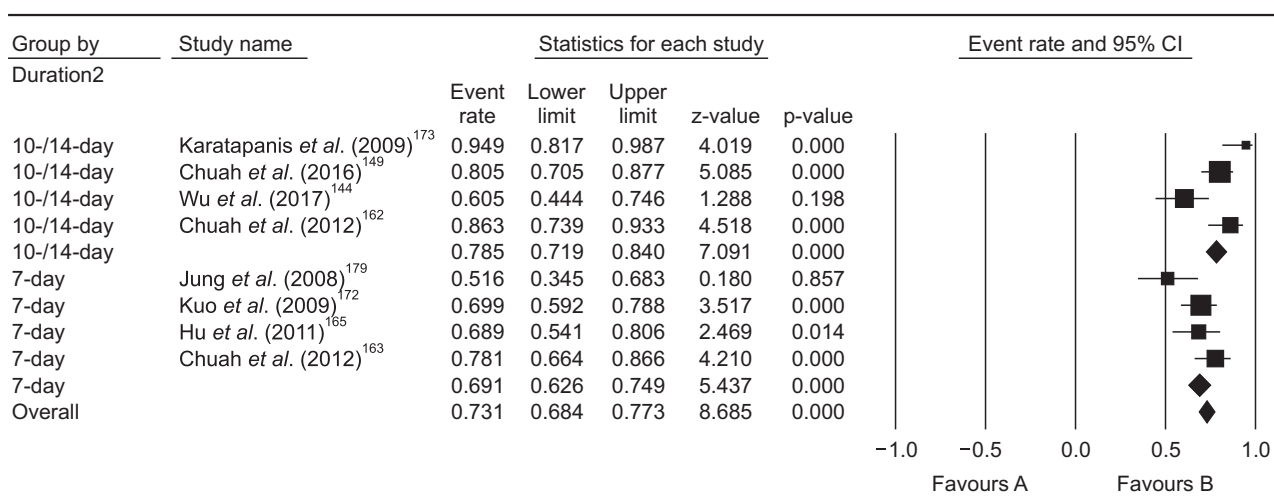 Group by Study name Statistics for each study Event rate and 95% CI
Duration2
Event Lower Upper
rate limit limit z-value p-value
10-/14-day Karatapanis et al. (2009)173 0.949 0.817 0.987 4.019 0.000
10-/14-day Chuah et al. (2016)149 0.805 0.705 0.877 5.085 0.000
10-/14-day Wu et al. (2017)144 0.605 0.444 0.746 1.288 0.198
10-/14-day Chuah et al. (2012)162 0.863 0.739 0.933 4.518 0.000
10-/14-day 0.785 0.719 0.840 7.091 0.000
7-day Jung et al. (2008)179 0.516 0.345 0.683 0.180 0.857
7-day Kuo et al. (2009)172 0.699 0.592 0.788 3.517 0.000
7-day Hu et al. (2011)165 0.689 0.541 0.806 2.469 0.014
7-day Chuah et al. (2012)163 0.781 0.664 0.866 4.210 0.000
7-day 0.691 0.626 0.749 5.437 0.000
Overall 0.731 0.684 0.773 8.685 0.000
−1.0 −0.5 0.0 0.5 1.0
Favours A Favours B